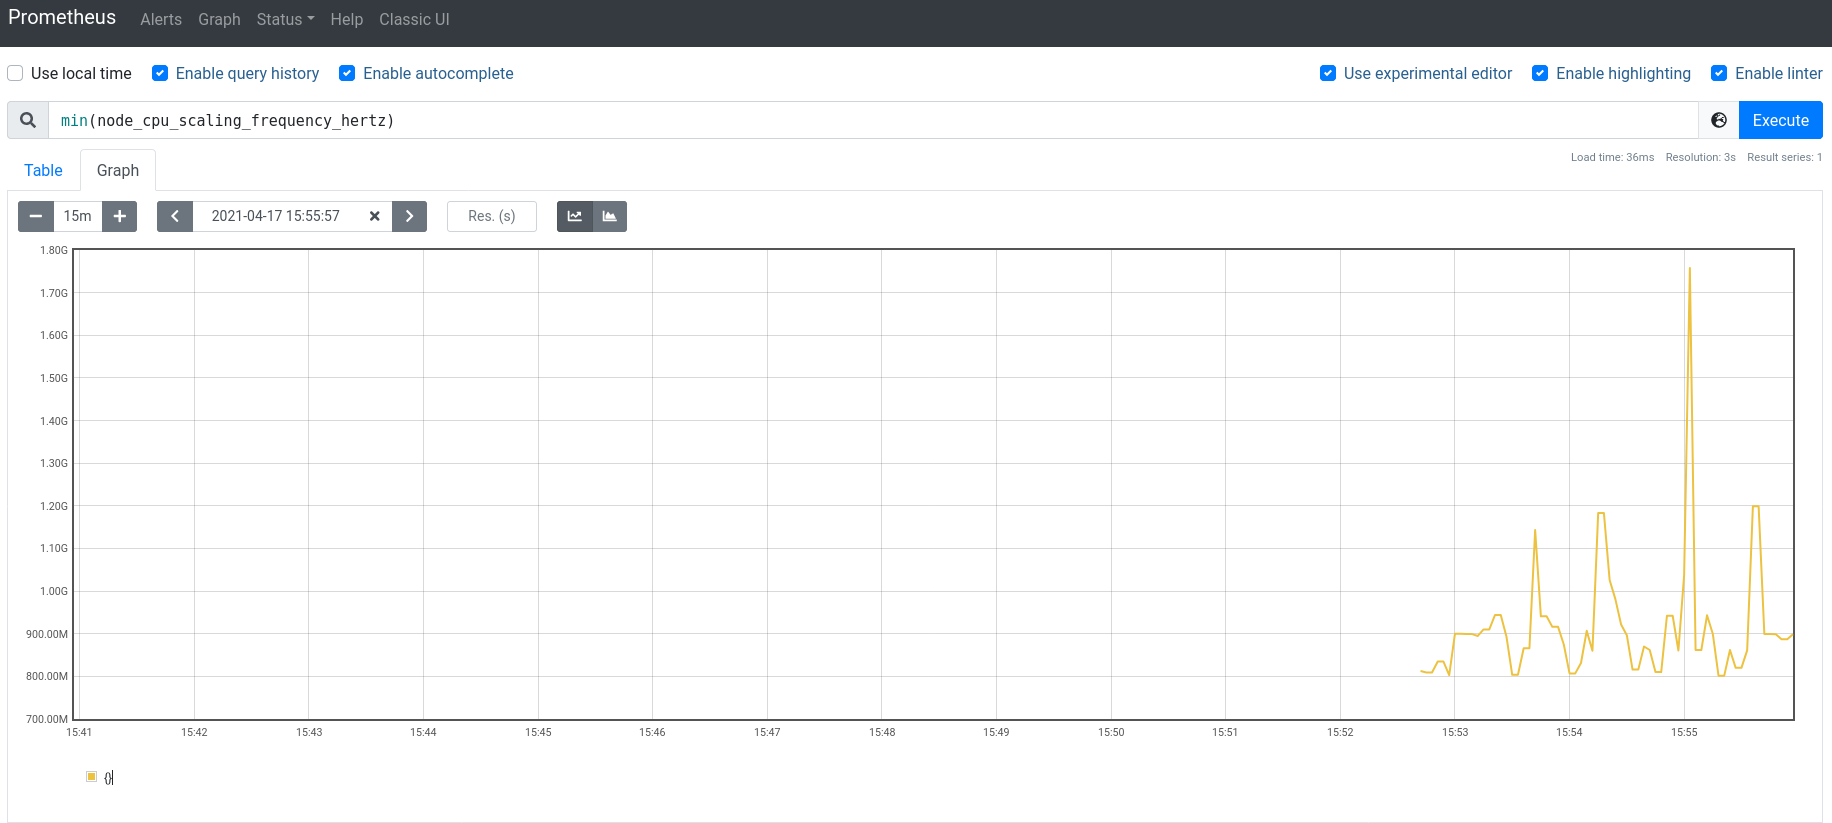 Prometheus Alerts Graph Status Help Classic UI
Use local time Enable query history Enable autocomplete Use experimental editor Enable highlighting Enable linter
min(node_cpu_scaling_frequency_hertz) Execute
Load time: 36ms Resolution: 3s Result series: 1
Table Graph
15m 2021-04-17 15:55:57 Res. (s)
1.80G
1.70G
1.60G
1.50G
1.40G
1.30G
1.20G
1.10G
1.00G
900.00M
800.00M
700.00M
15:41 15:42 15:43 15:44 15:45 15:46 15:47 15:48 15:49 15:50 15:51 15:52 15:53 15:54 15:55
{}